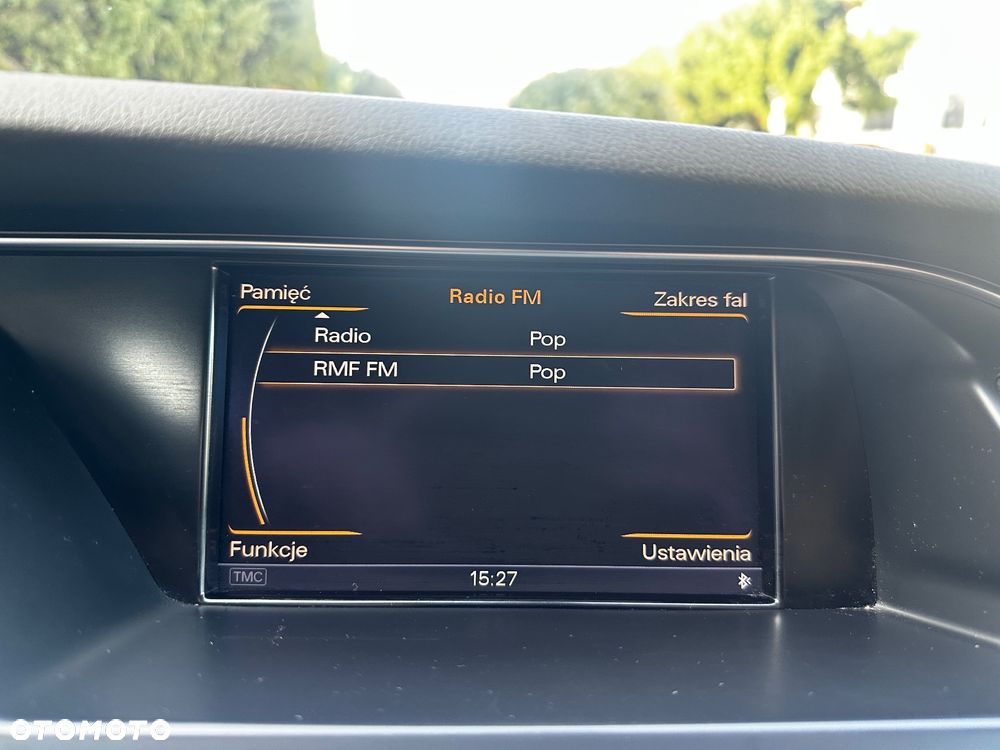 Pamięć Radio FM Zakres fal
Radio Pop
RMF FM Pop
Funkcje Ustawienia
TMC 15:27
OTOMOTO